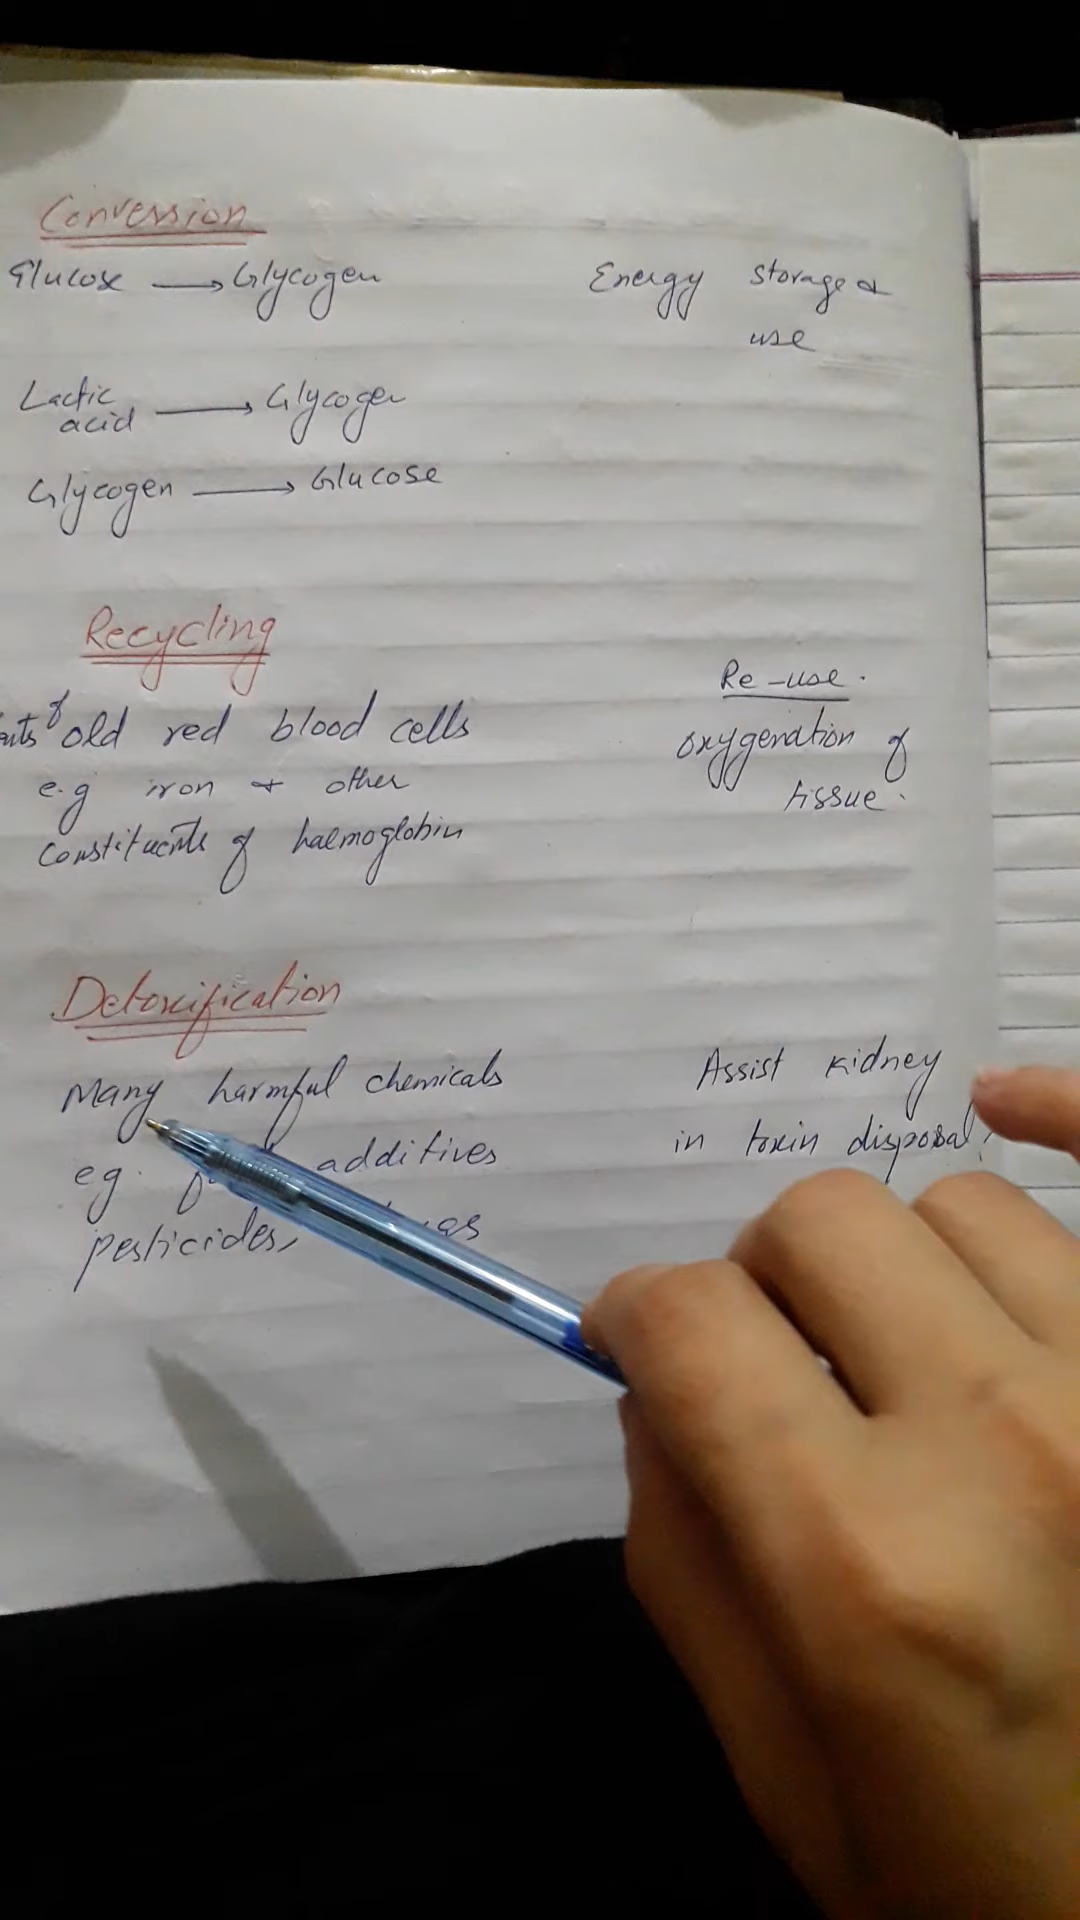 Conversion
Glucose → Glycogen Energy storage &
use
Lactic
acid → Glycogen
Glycogen → Glucose
Recycling
of old red blood cells
e.g iron & other
constituents of haemoglobin
Re-use.
oxygenation of
tissue.
Detoxification
Many harmful chemicals
eg. additives
pesticides,
Assist kidney
in toxin disposal.